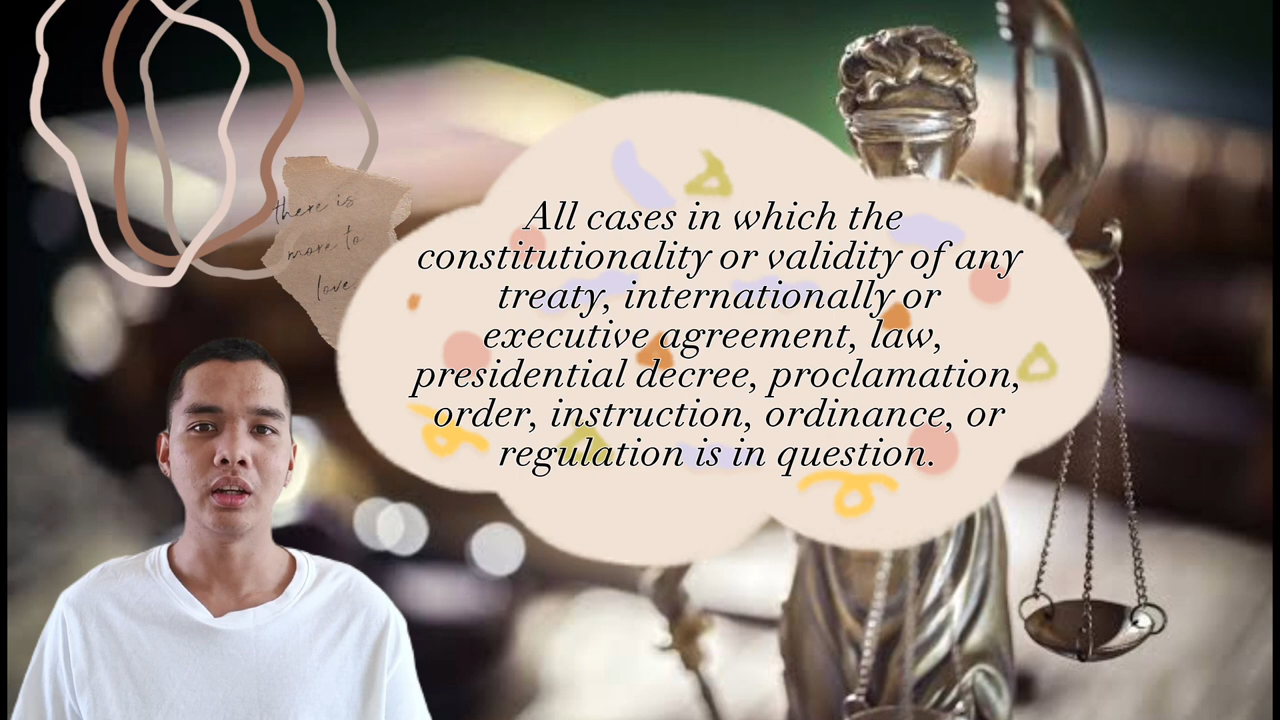 there is
more to
love.
All cases in which the
constitutionality or validity of any
treaty, internationally or
executive agreement, law,
presidential decree, proclamation,
order, instruction, ordinance, or
regulation is in question.